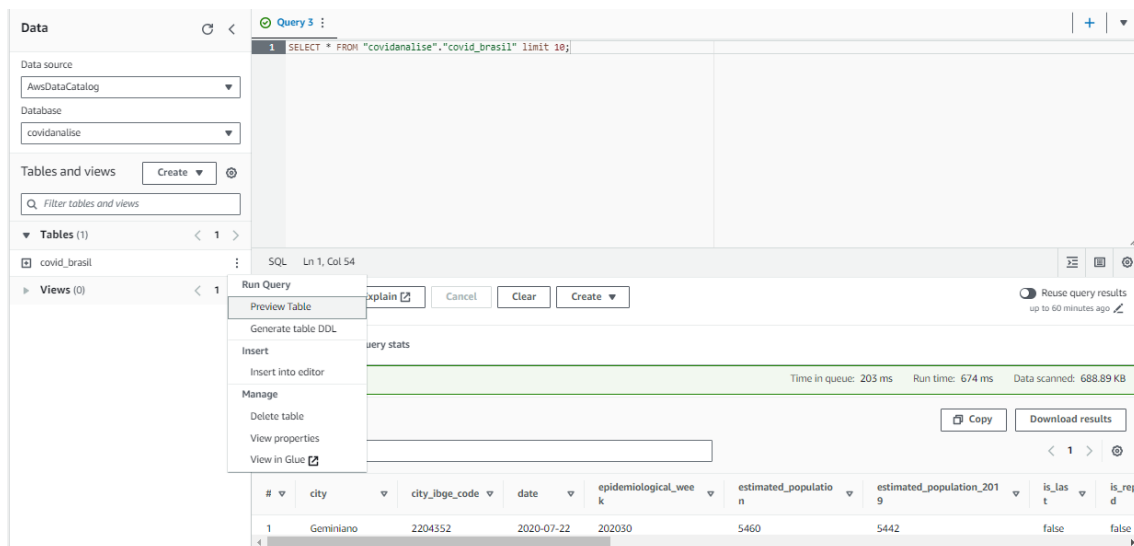 Data
Data source
AwsDataCatalog
Database
covidanalise
Tables and views
Create
Filter tables and views
Tables (1)
1
covid_brasil
Views (0)
1
Query 3
1 SELECT * FROM "covidanalise"."covid_brasil" limit 10;
SQL Ln 1, Col 54
Run Query
Preview Table
Generate table DDL
Insert
Insert into editor
Manage
Delete table
View properties
View in Glue
Explain
Cancel
Clear
Create
Reuse query results
up to 60 minutes ago
uery stats
Time in queue: 203 ms Run time: 674 ms Data scanned: 688.89 KB
Copy
Download results
1
# city city_ibge_code date epidemiological_wee
k estimated_populatio
n estimated_population_201
9 is_las
t is_rep
d
1 Geminiano 2204352 2020-07-22 202030 5460 5442 false false